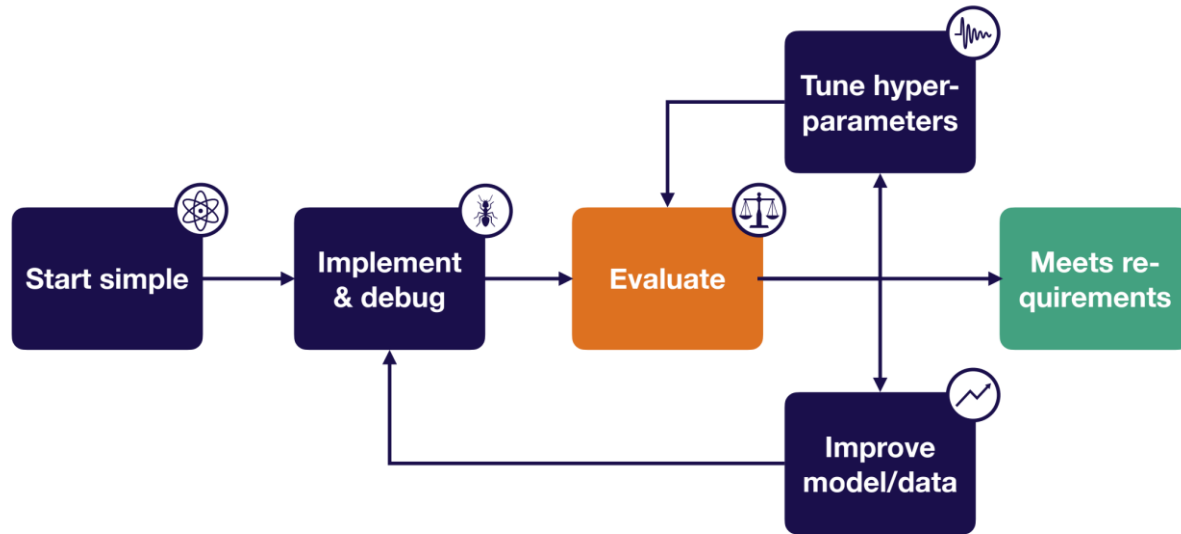 Tune hyper-
parameters
Start simple
Implement
& debug
Evaluate
Meets re-
quirements
Improve
model/data